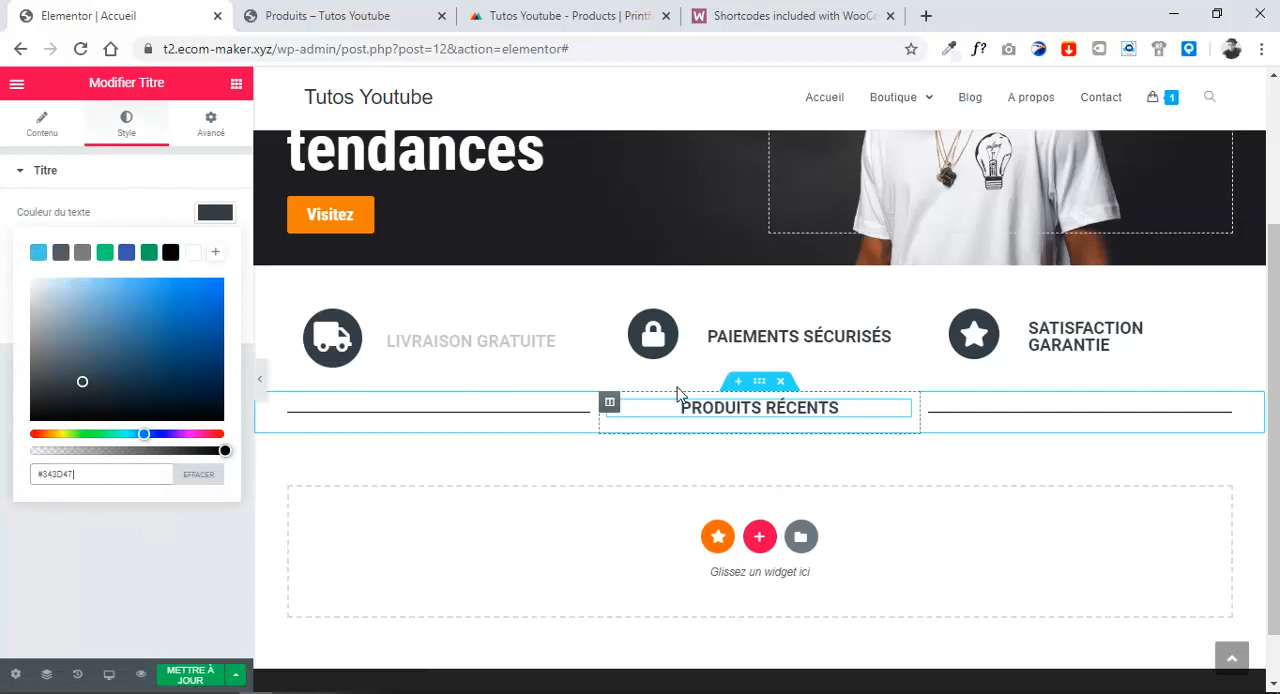 Elementor | Accueil
Produits – Tutos Youtube
Tutos Youtube - Products | Printf
Shortcodes included with WooCo
t2.ecom-maker.xyz/wp-admin/post.php?post=12&action=elementor#
f?
Modifier Titre
Contenu
Style
Avancé
Titre
Couleur du texte
#343D47
EFFACER
METTRE À
JOUR
Tutos Youtube
Accueil
Boutique
Blog
A propos
Contact
1
tendances
Visitez
LIVRAISON GRATUITE
PAIEMENTS SÉCURISÉS
SATISFACTION
GARANTIE
PRODUITS RÉCENTS
Glissez un widget ici